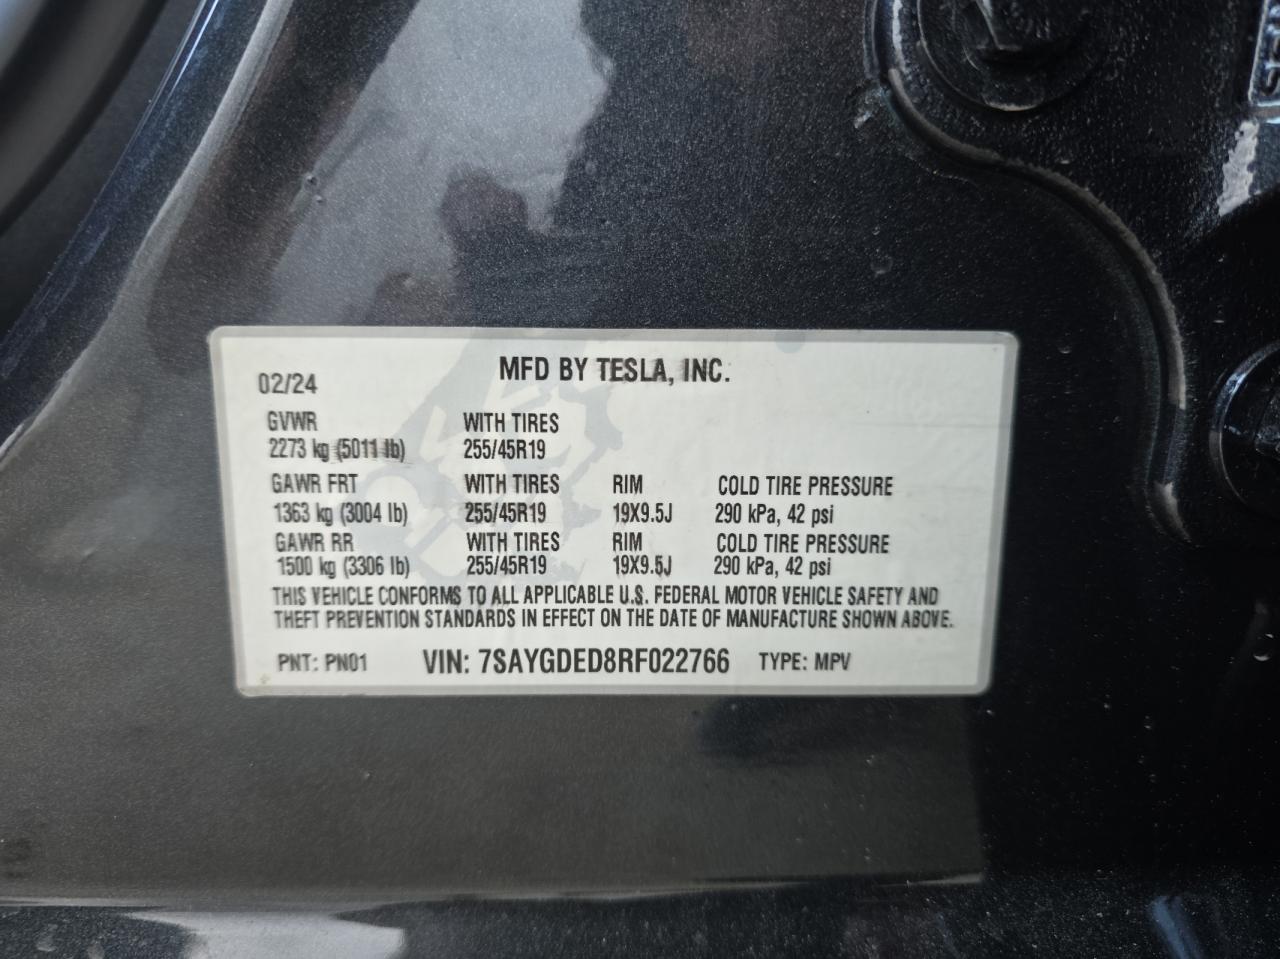 MFD BY TESLA, INC.
02/24
GVWR WITH TIRES
2273 kg (5011 lb) 255/45R19
GAWR FRT WITH TIRES RIM COLD TIRE PRESSURE
1363 kg (3004 lb) 255/45R19 19X9.5J 290 kPa, 42 psi
GAWR RR WITH TIRES RIM COLD TIRE PRESSURE
1500 kg (3306 lb) 255/45R19 19X9.5J 290 kPa, 42 psi
THIS VEHICLE CONFORMS TO ALL APPLICABLE U.S. FEDERAL MOTOR VEHICLE SAFETY AND
THEFT PREVENTION STANDARDS IN EFFECT ON THE DATE OF MANUFACTURE SHOWN ABOVE.
PNT: PN01 VIN: 7SAYGDED8RF022766 TYPE: MPV